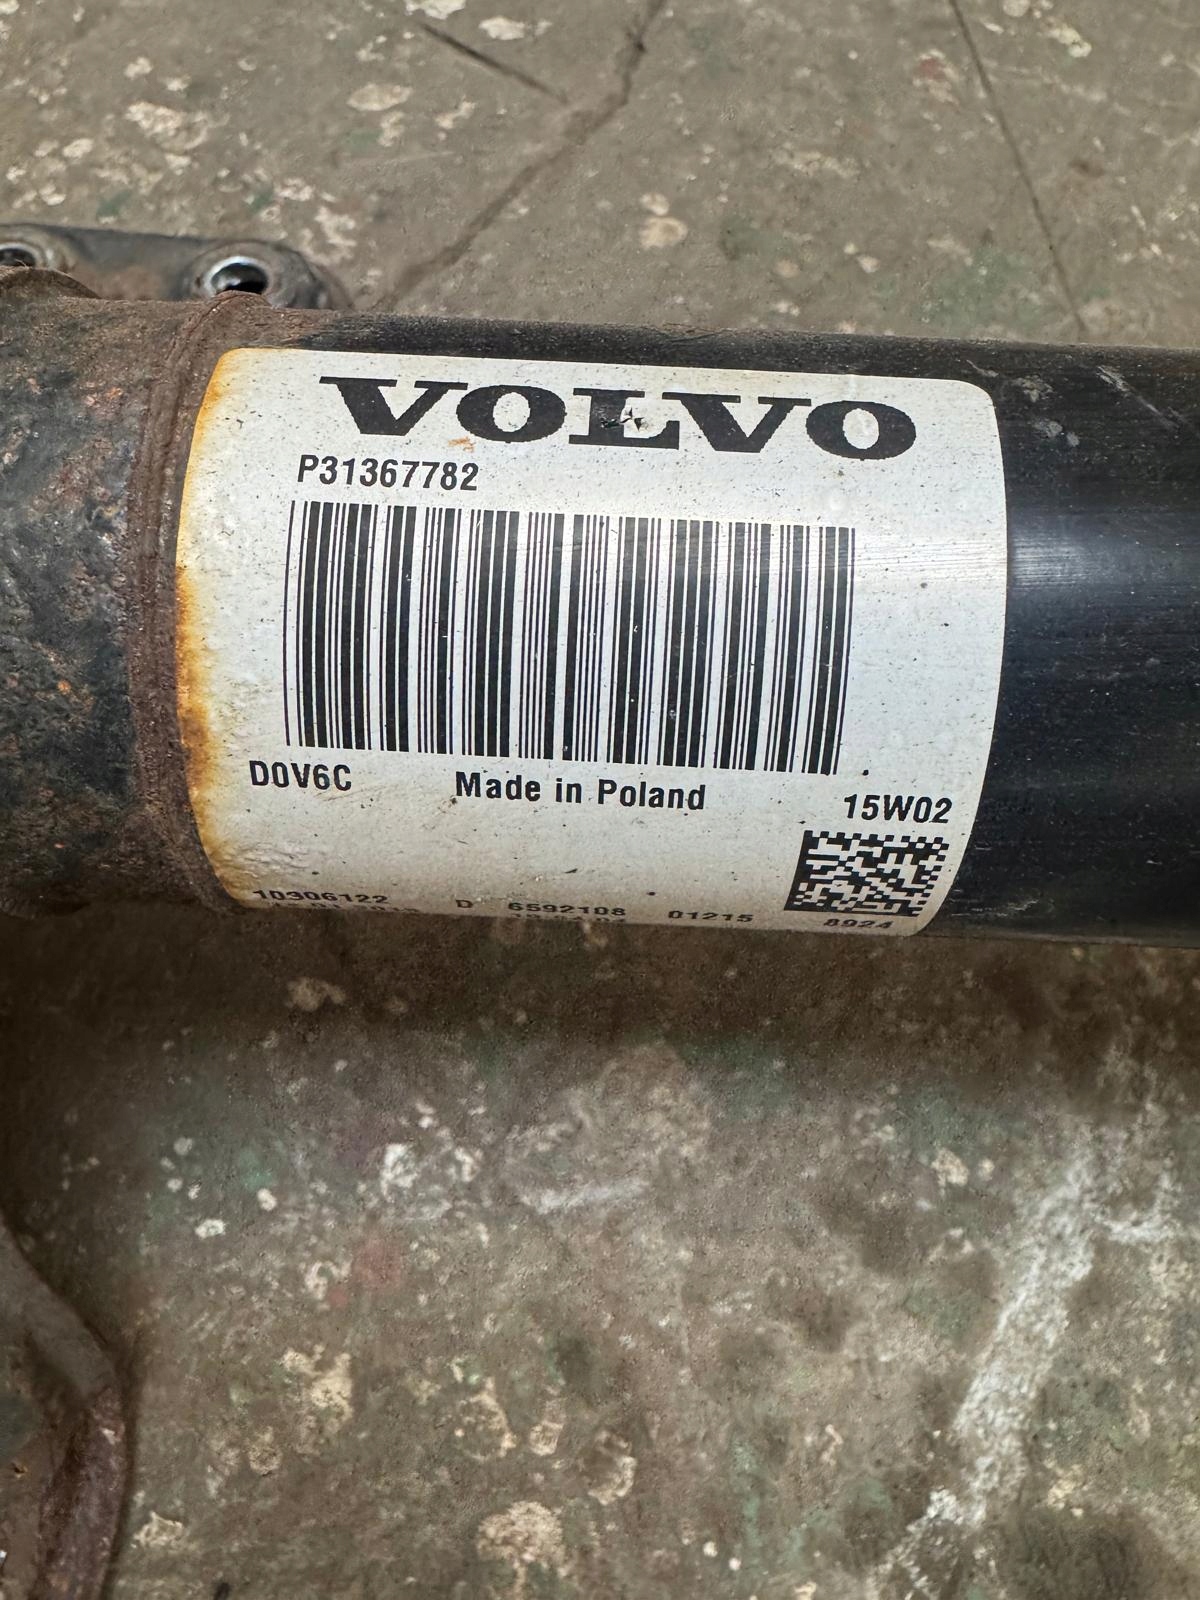 VOLVO
P31367782
D0V6C Made in Poland 15W02
10306122 D 6592108 01215 8924